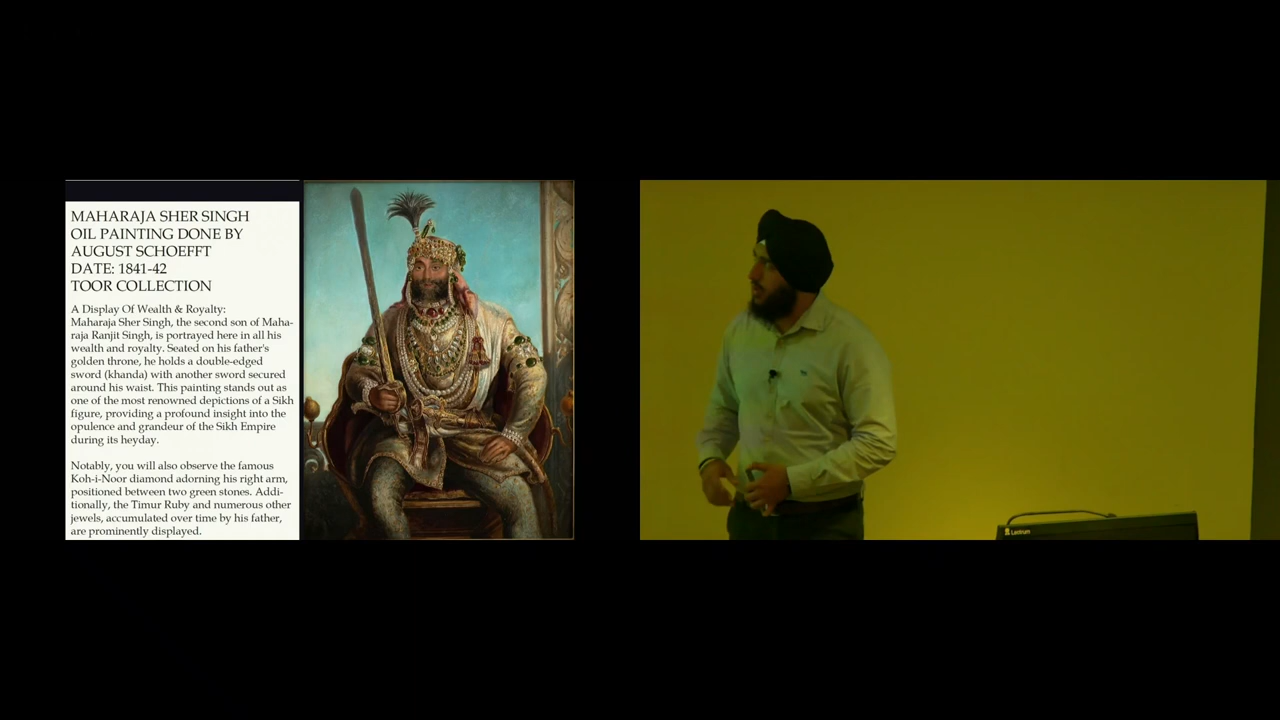 MAHARAJA SHER SINGH
OIL PAINTING DONE BY
AUGUST SCHOEFFT
DATE: 1841-42
TOOR COLLECTION
A Display Of Wealth & Royalty:
Maharaja Sher Singh, the second son of Maha-
raja Ranjit Singh, is portrayed here in all his
wealth and royalty. Seated on his father's
golden throne, he holds a double-edged
sword (khanda) with another sword secured
around his waist. This painting stands out as
one of the most renowned depictions of a Sikh
figure, providing a profound insight into the
opulence and grandeur of the Sikh Empire
during its heyday.
Notably, you will also observe the famous
Koh-i-Noor diamond adorning his right arm,
positioned between two green stones. Addi-
tionally, the Timur Ruby and numerous other
jewels, accumulated over time by his father,
are prominently displayed.
Lectrum